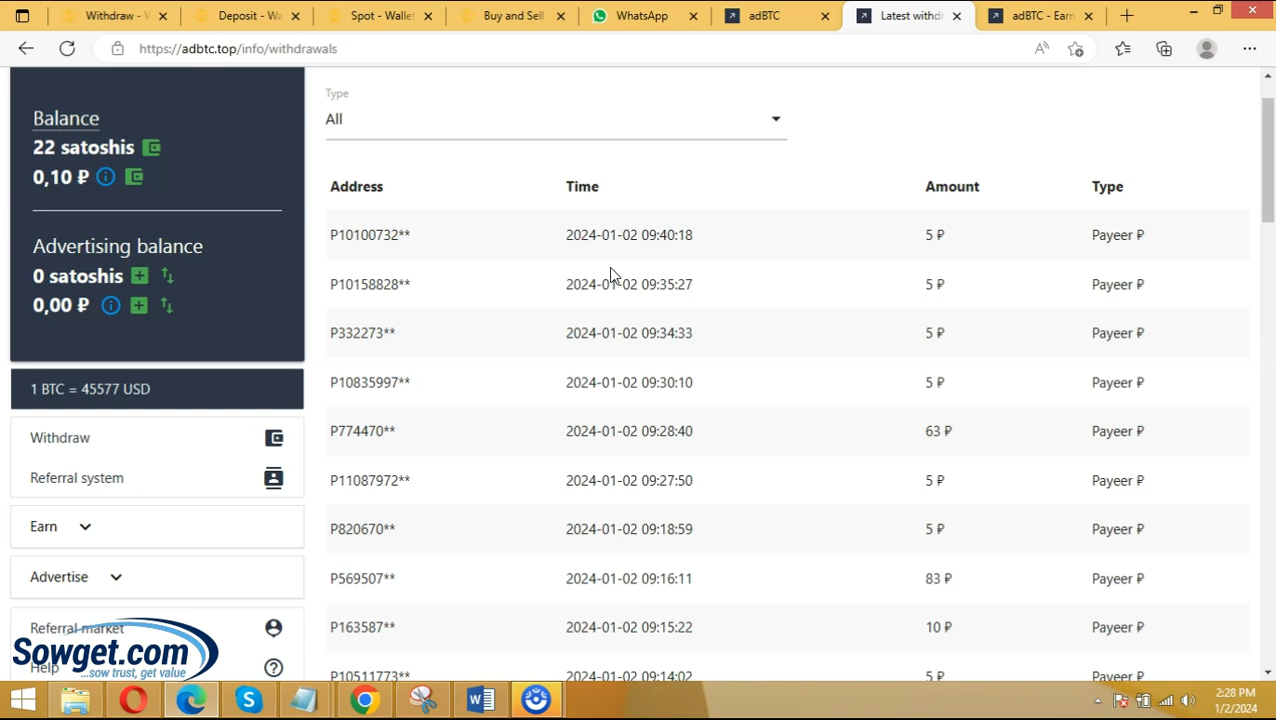 Withdraw - W
Deposit - Wa
Spot - Walle
Buy and Sell
WhatsApp
adBTC
Latest withd
adBTC - Earn
https://adbtc.top/info/withdrawals
Balance
22 satoshis
0,10 ₽
Advertising balance
0 satoshis
0,00 ₽
1 BTC = 45577 USD
Withdraw
Referral system
Earn
Advertise
Referral market
Help
Sowget.com
...sow trust, get value
Type
All
Address Time Amount Type
P10100732** 2024-01-02 09:40:18 5 ₽ Payeer ₽
P10158828** 2024-01-02 09:35:27 5 ₽ Payeer ₽
P332273** 2024-01-02 09:34:33 5 ₽ Payeer ₽
P10835997** 2024-01-02 09:30:10 5 ₽ Payeer ₽
P774470** 2024-01-02 09:28:40 63 ₽ Payeer ₽
P11087972** 2024-01-02 09:27:50 5 ₽ Payeer ₽
P820670** 2024-01-02 09:18:59 5 ₽ Payeer ₽
P569507** 2024-01-02 09:16:11 83 ₽ Payeer ₽
P163587** 2024-01-02 09:15:22 10 ₽ Payeer ₽
P10511773** 2024-01-02 09:14:02 5 ₽ Payeer ₽
2:28 PM
1/2/2024